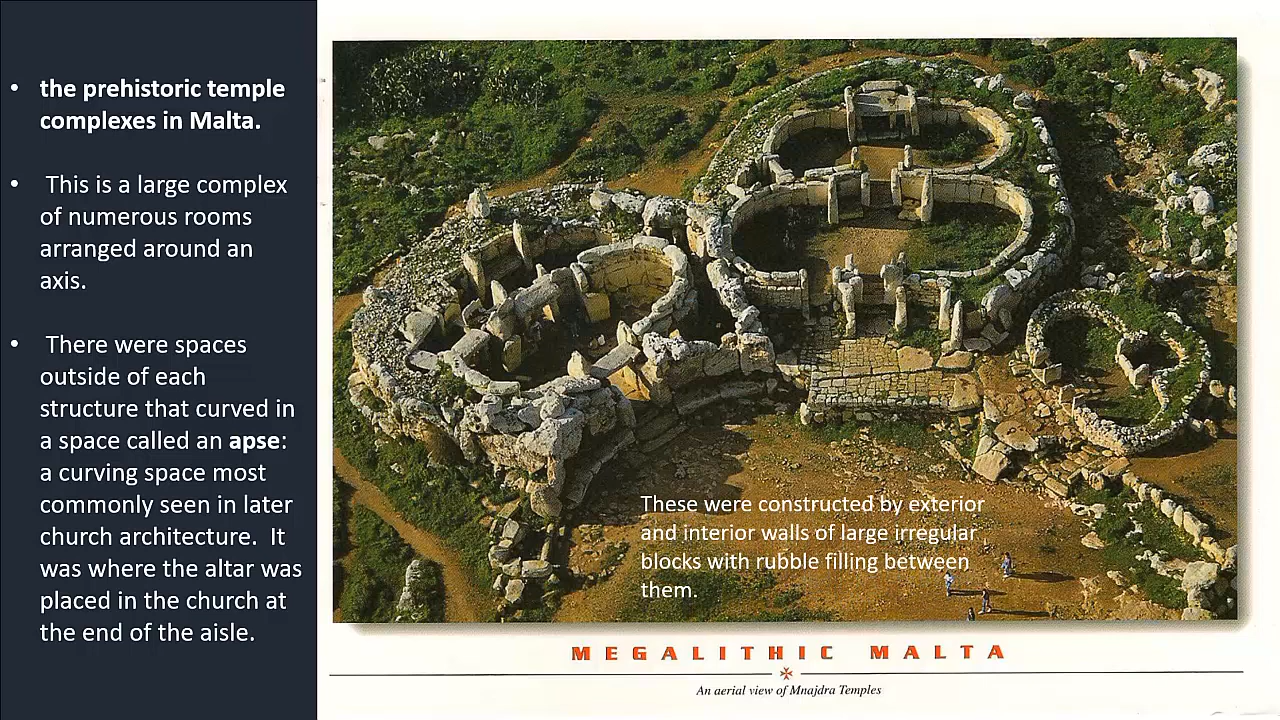 • the prehistoric temple
complexes in Malta.
• This is a large complex
of numerous rooms
arranged around an
axis.
• There were spaces
outside of each
structure that curved in
a space called an apse:
a curving space most
commonly seen in later
church architecture. It
was where the altar was
placed in the church at
the end of the aisle.
These were constructed by exterior
and interior walls of large irregular
blocks with rubble filling between
them.
MEGALITHIC MALTA
An aerial view of Mnajdra Temples